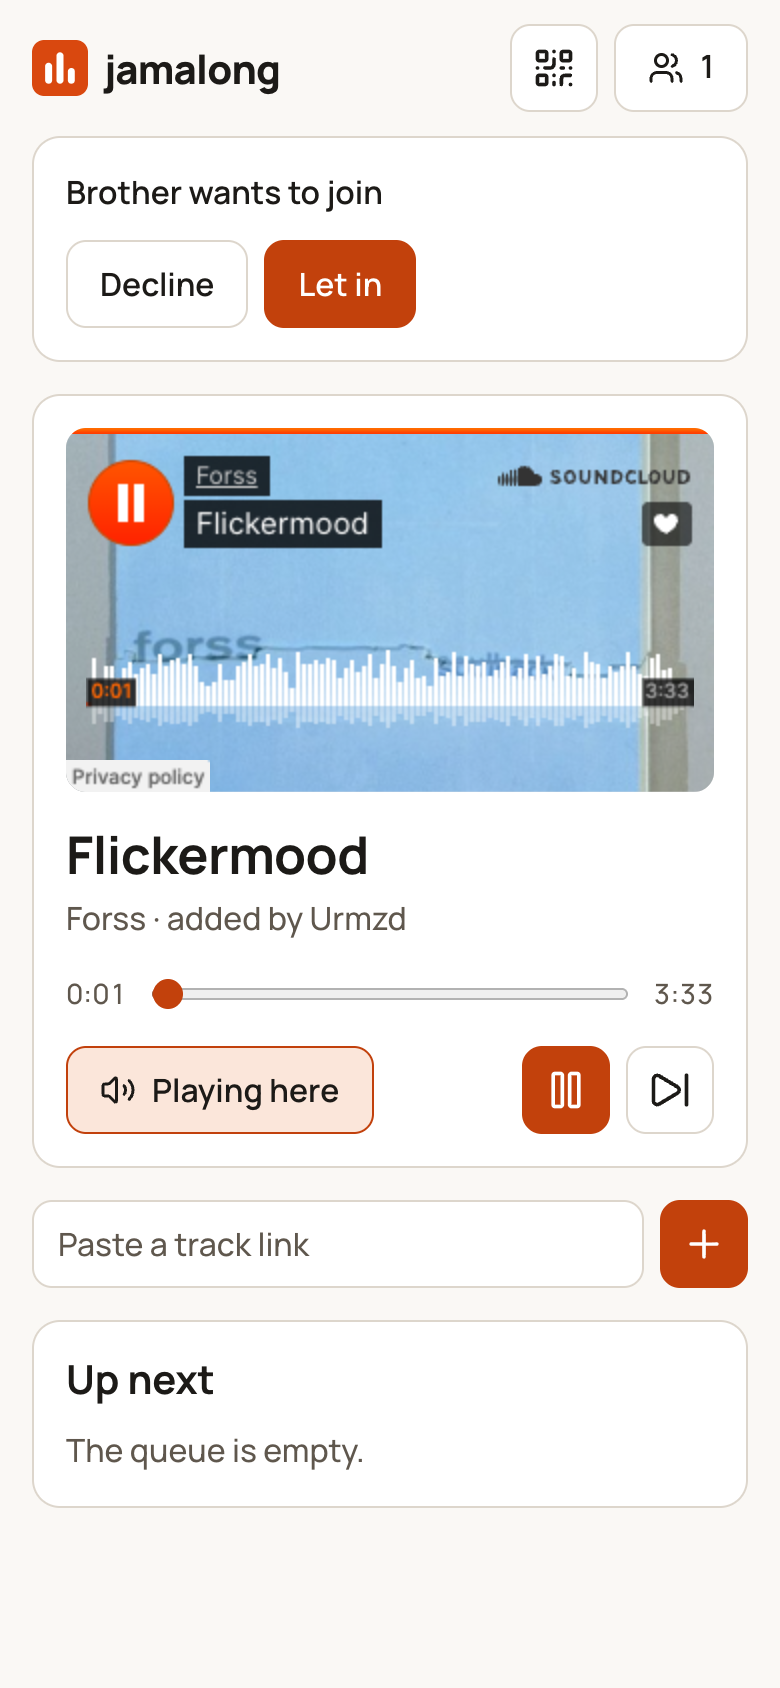 jamalong
1
Brother wants to join
Decline
Let in
Forss
SOUNDCLOUD
Flickermood
forss
0:01
3:33
Privacy policy
Flickermood
Forss · added by Urmzd
0:01
3:33
Playing here
Paste a track link
Up next
The queue is empty.